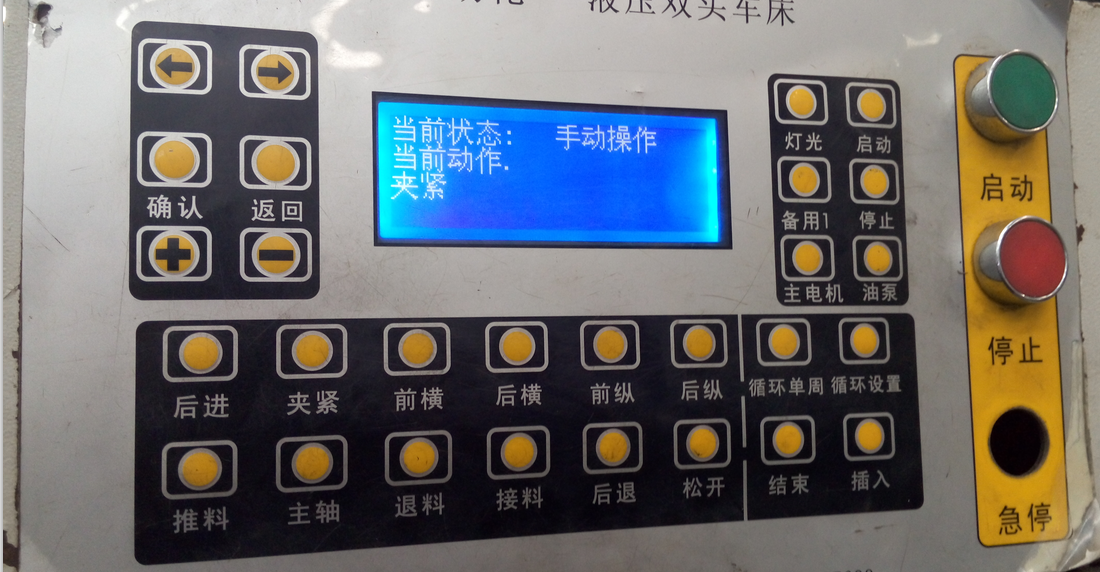 液压双头车床
确认 返回
当前状态: 手动操作
当前动作.
夹紧
灯光 启动
备用1 停止
主电机 油泵
启动
停止
急停
后进 夹紧 前横 后横 前纵 后纵 循环单周 循环设置
推料 主轴 退料 接料 后退 松开 结束 插入